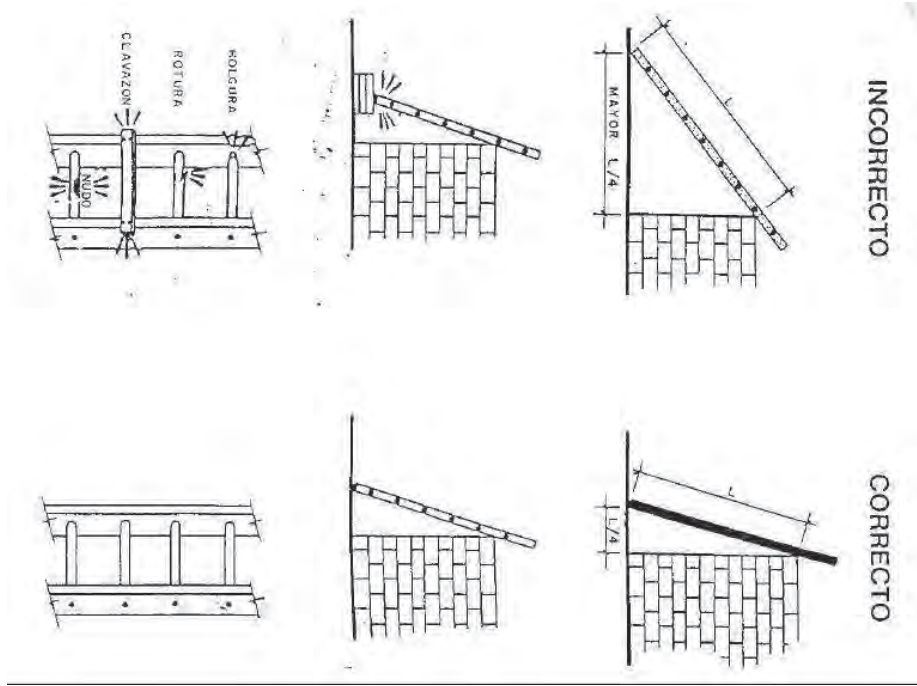 INCORRECTO
CORRECTO
L
MAYOR L/4
L
L/4
HOLGURA
ROTURA
CLAVAZON
NUDO